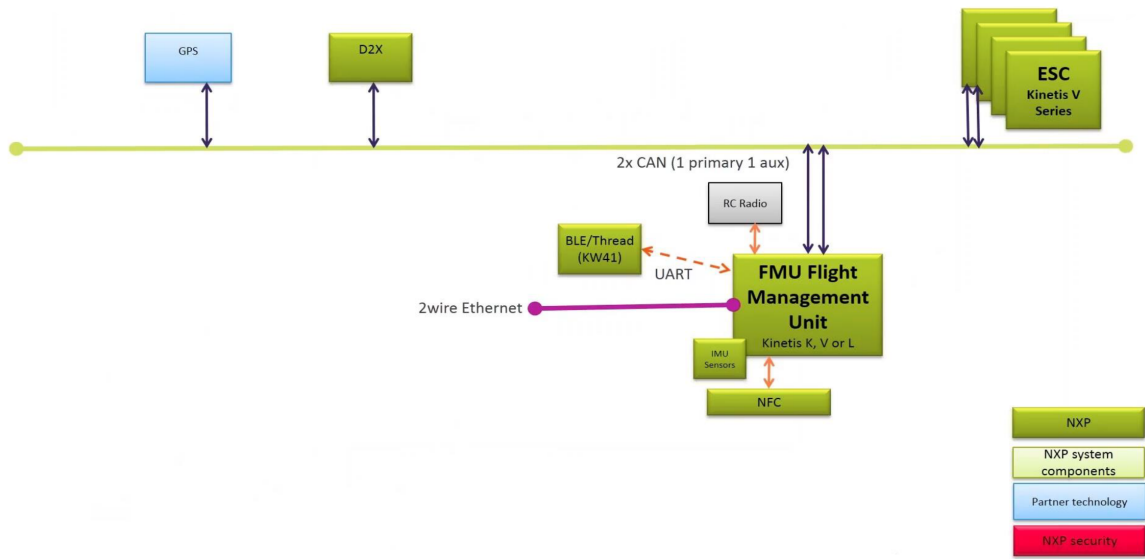 GPS
D2X
ESC
Kinetis V
Series
2x CAN (1 primary 1 aux)
RC Radio
BLE/Thread
(KW41)
UART
FMU Flight
Management
Unit
Kinetis K, V or L
2wire Ethernet
IMU
Sensors
NFC
NXP
NXP system
components
Partner technology
NXP security